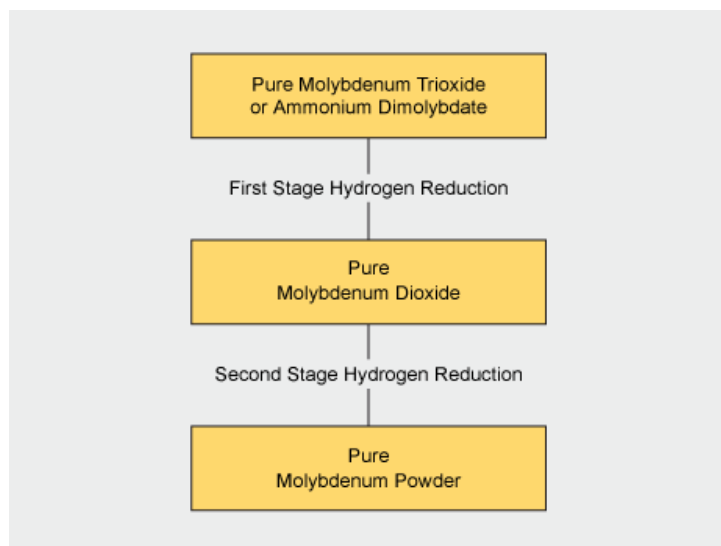 Pure Molybdenum Trioxide
or Ammonium Dimolybdate
First Stage Hydrogen Reduction
Pure
Molybdenum Dioxide
Second Stage Hydrogen Reduction
Pure
Molybdenum Powder